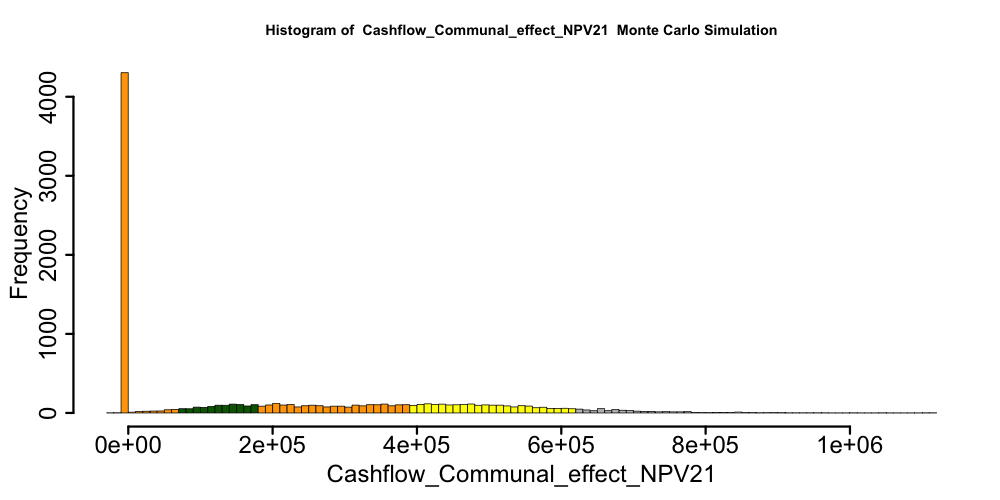 Histogram of  Cashflow_Communal_effect_NPV21  Monte Carlo Simulation
Frequency
4000
3000
2000
1000
0
0e+00 2e+05 4e+05 6e+05 8e+05 1e+06
Cashflow_Communal_effect_NPV21